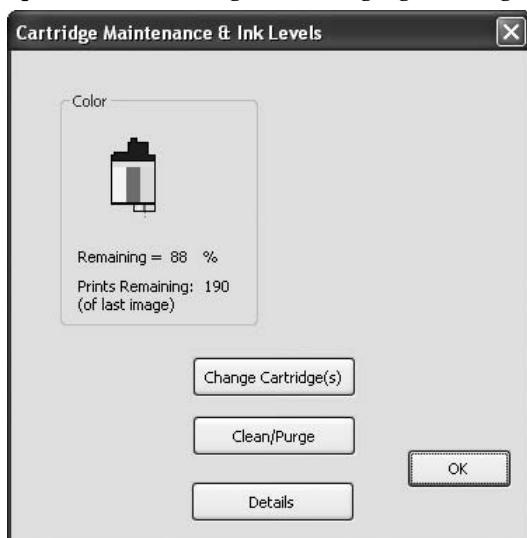 Cartridge Maintenance & Ink Levels
Color
Remaining = 88 %
Prints Remaining: 190
(of last image)
Change Cartridge(s)
Clean/Purge
OK
Details